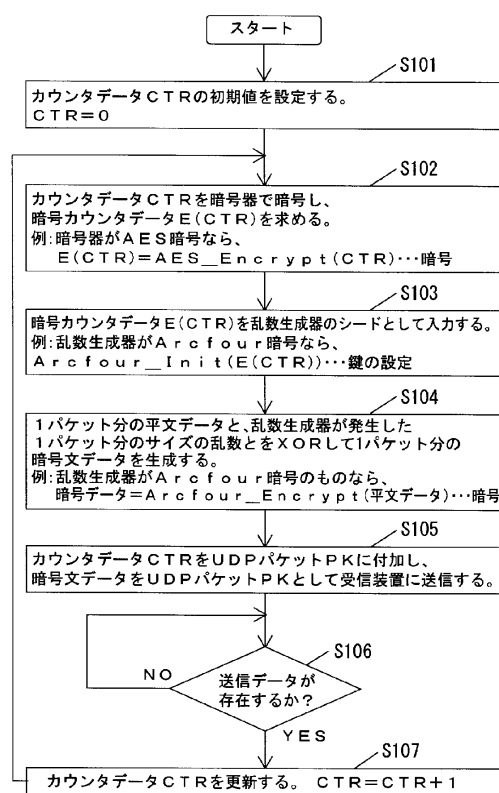 スタート
S101
カウンタデータCTRの初期値を設定する。
CTR=0
S102
カウンタデータCTRを暗号器で暗号し、
暗号カウンタデータE(CTR)を求める。
例:暗号器がAES暗号なら、
E(CTR)=AES_Encrypt(CTR)・・・暗号
S103
暗号カウンタデータE(CTR)を乱数生成器のシードとして入力する。
例:乱数生成器がArcfour暗号なら、
Arcfour_Init(E(CTR))・・・鍵の設定
S104
1パケット分の平文データと、乱数生成器が発生した
1パケット分のサイズの乱数とをXORして1パケット分の
暗号文データを生成する。
例:乱数生成器がArcfour暗号のものなら、
暗号データ=Arcfour_Encrypt(平文データ)・・・暗号
S105
カウンタデータCTRをUDPパケットPKに付加し、
暗号文データをUDPパケットPKとして受信装置に送信する。
S106
NO
送信データが
存在するか?
YES
S107
カウンタデータCTRを更新する。 CTR=CTR+1